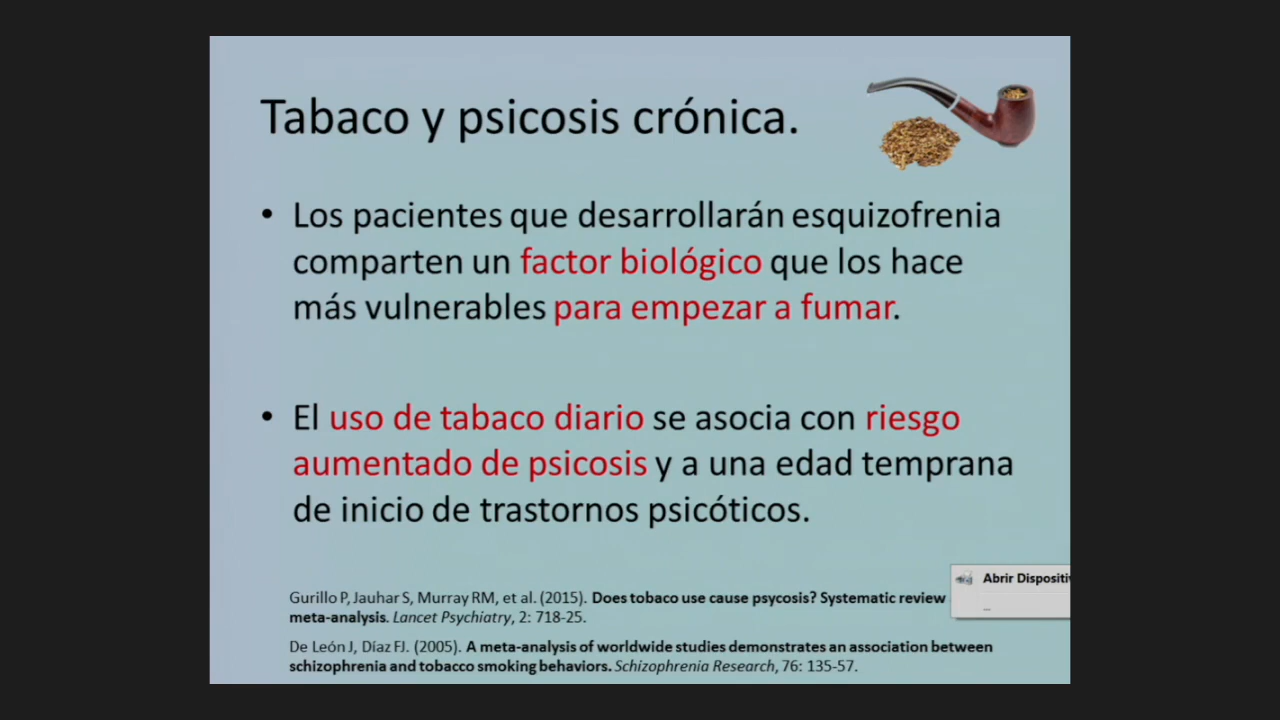 Tabaco y psicosis crónica.
• Los pacientes que desarrollarán esquizofrenia
comparten un factor biológico que los hace
más vulnerables para empezar a fumar.
• El uso de tabaco diario se asocia con riesgo
aumentado de psicosis y a una edad temprana
de inicio de trastornos psicóticos.
Gurillo P, Jauhar S, Murray RM, et al. (2015). Does tobaco use cause psycosis? Systematic review
meta-analysis. Lancet Psychiatry, 2: 718-25.
Abrir Dispositiv
De León J, Díaz FJ. (2005). A meta-analysis of worldwide studies demonstrates an association between
schizophrenia and tobacco smoking behaviors. Schizophrenia Research, 76: 135-57.